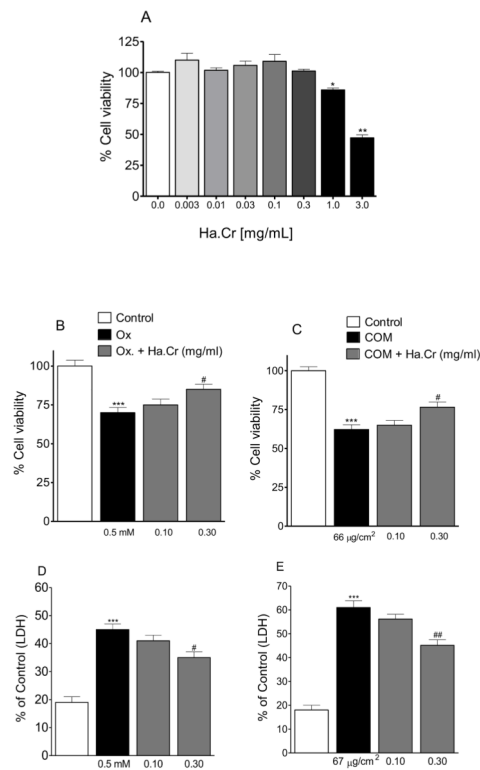 A
125
100
75
50
25
0
% Cell viability
*
**
0.0 0.003 0.01 0.03 0.1 0.3 1.0 3.0
Ha.Cr [mg/mL]
B
Control
Ox
Ox. + Ha.Cr (mg/ml)
100
75
50
25
0
% Cell viability
***
#
0.5 mM 0.10 0.30
C
Control
COM
COM + Ha.Cr (mg/ml)
100
75
50
25
0
% Cell viability
***
#
66 µg/cm² 0.10 0.30
D
60
50
40
30
20
10
0
% of Control (LDH)
***
#
0.5 mM 0.10 0.30
E
70
60
50
40
30
20
10
0
% of Control (LDH)
***
##
67 µg/cm² 0.10 0.30